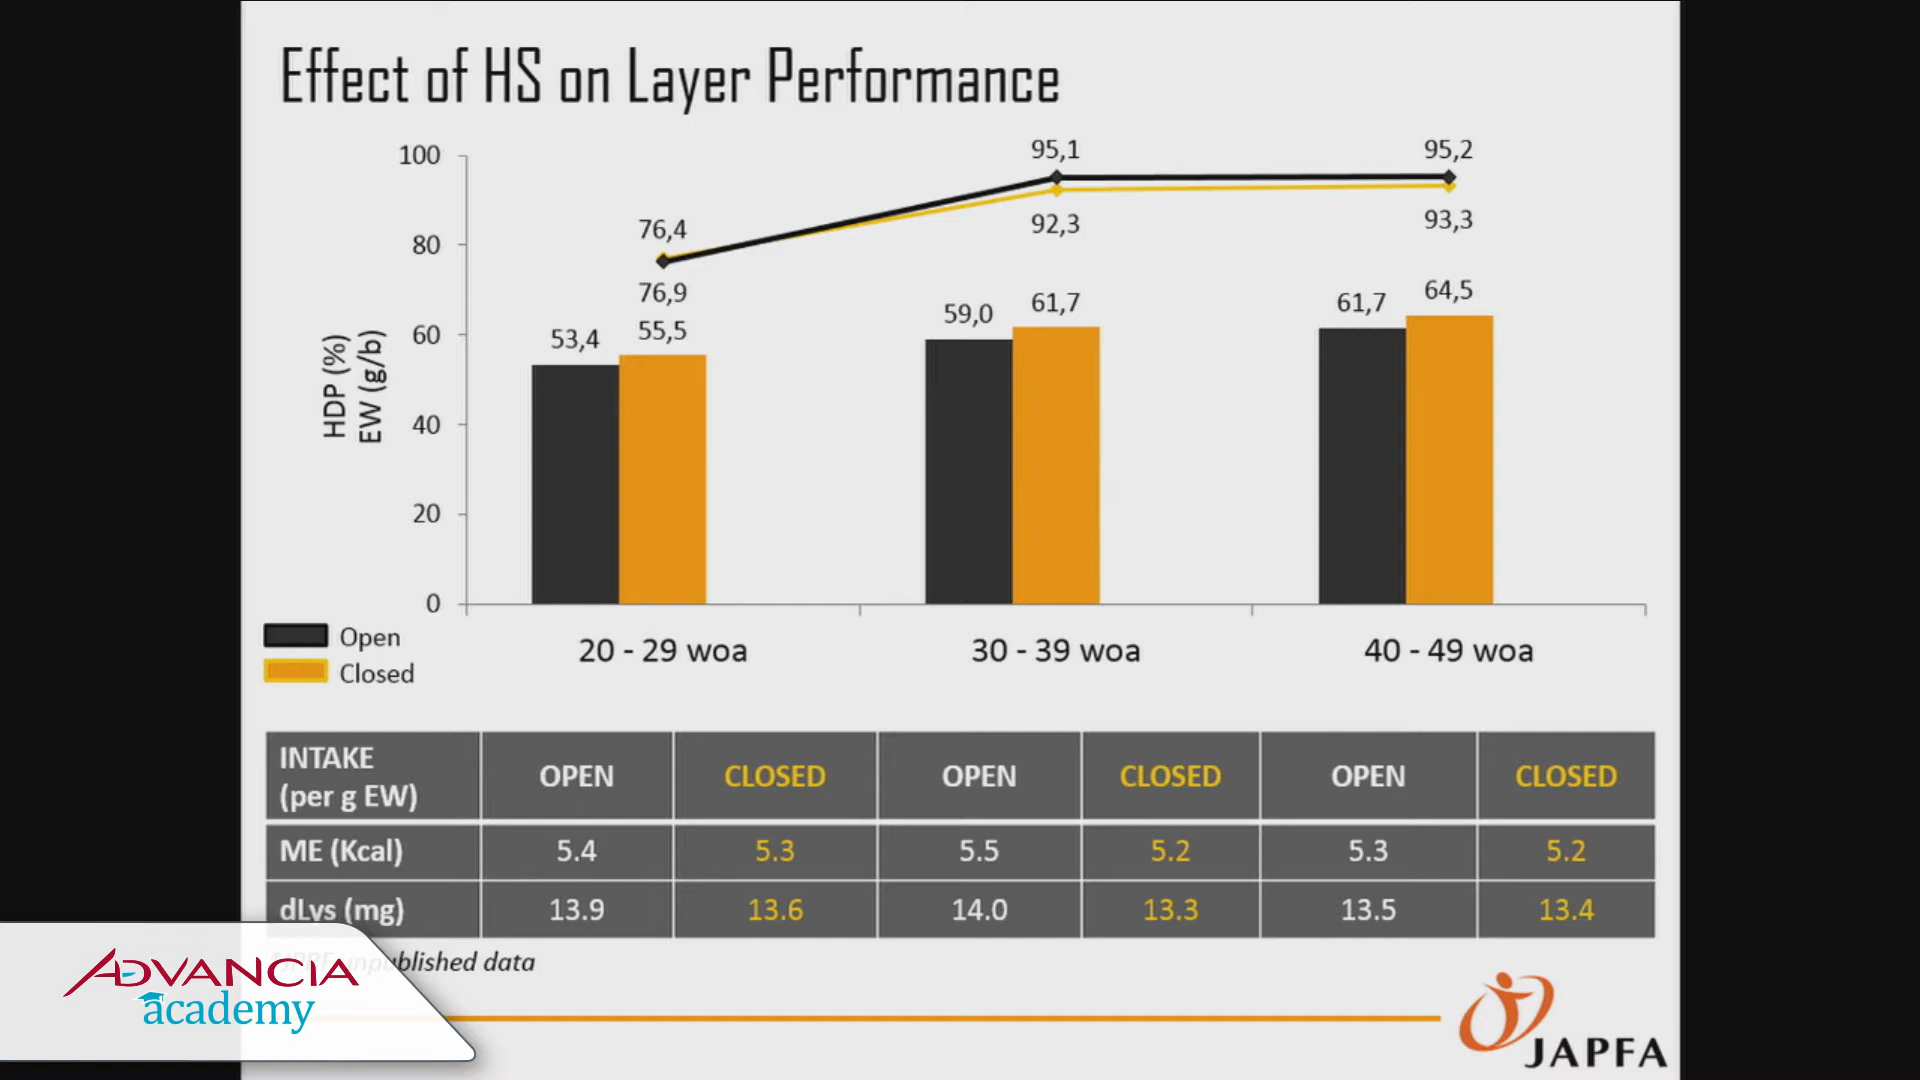 Effect of HS on Layer Performance
HDP (%)
EW (g/b)
100
80
60
40
20
0
76,4
95,1
95,2
76,9
92,3
93,3
53,4
55,5
59,0
61,7
61,7
64,5
20 - 29 woa
30 - 39 woa
40 - 49 woa
Open
Closed
INTAKE
(per g EW)
OPEN
CLOSED
OPEN
CLOSED
OPEN
CLOSED
ME (Kcal) 5.4 5.3 5.5 5.2 5.3 5.2
dLys (mg) 13.9 13.6 14.0 13.3 13.5 13.4
unpublished data
ADVANCIA
academy
JAPFA